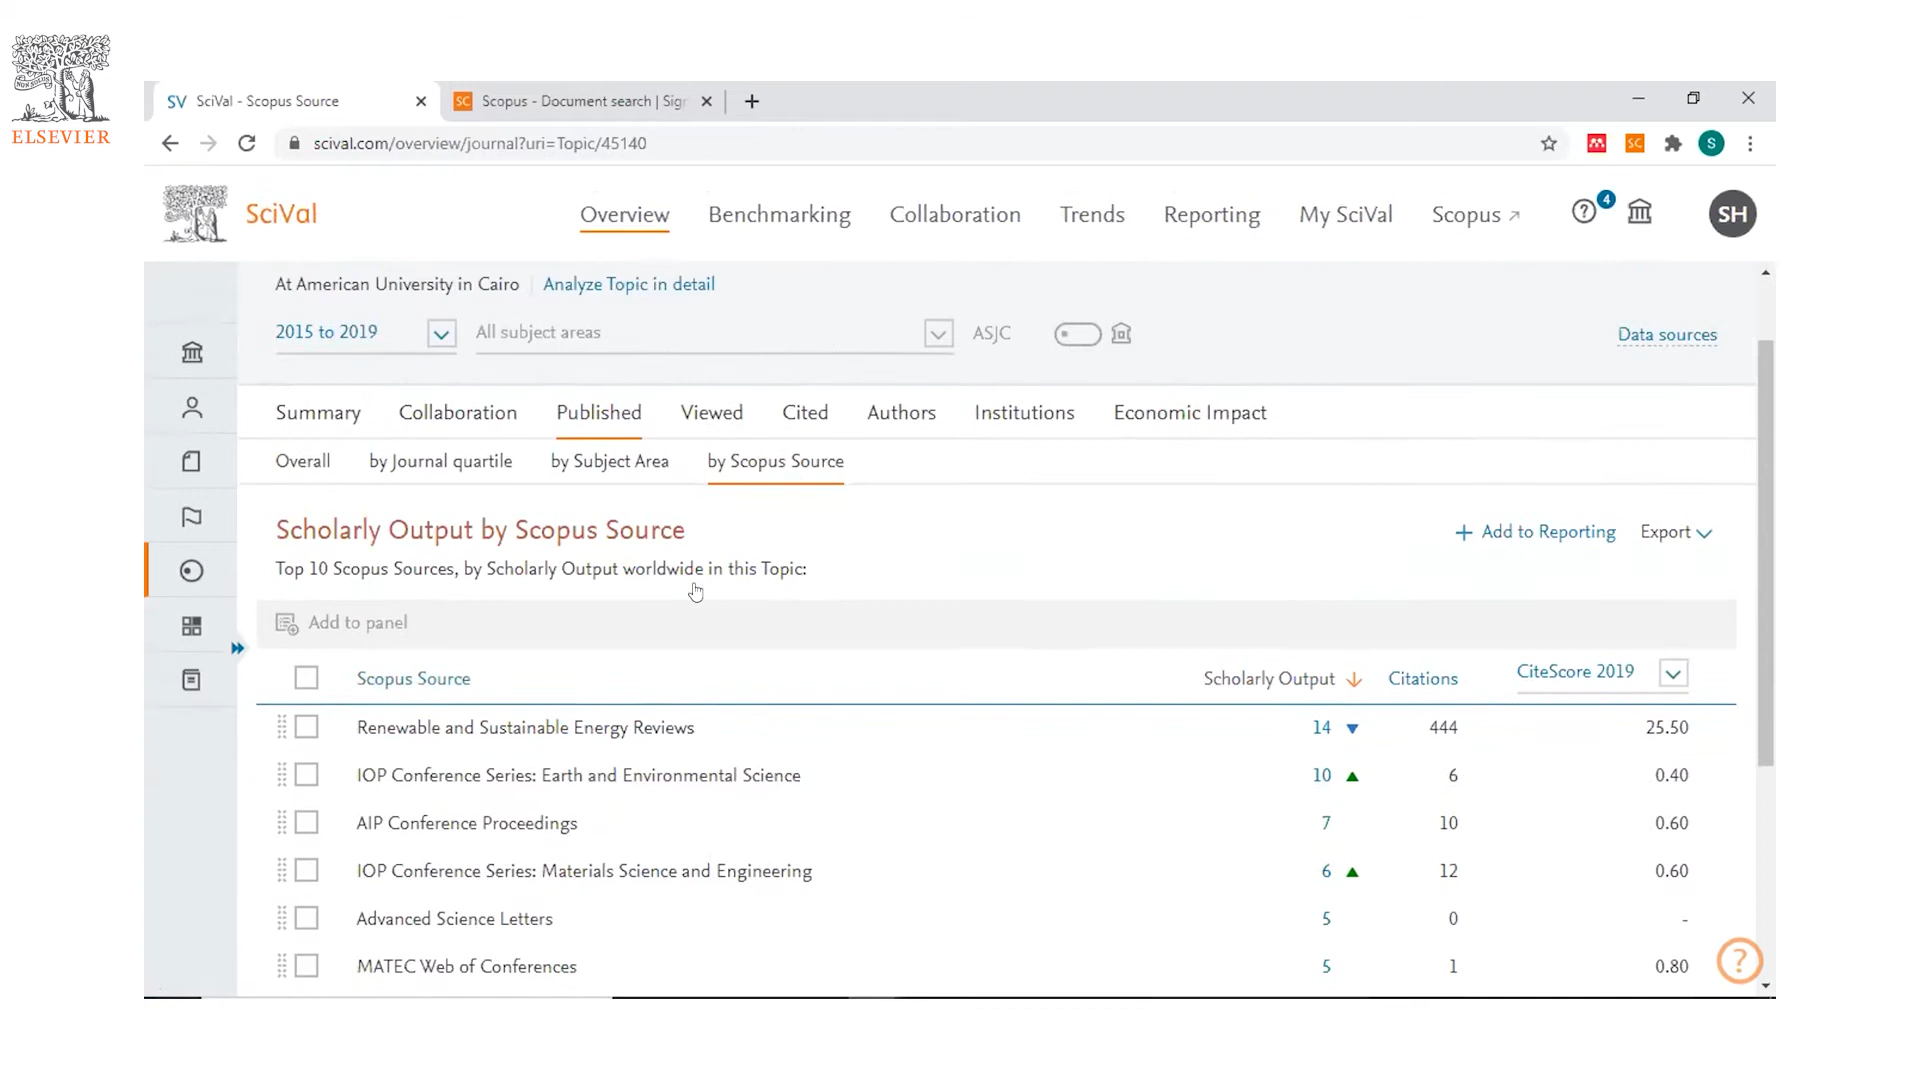 ELSEVIER
SV SciVal - Scopus Source
SC Scopus - Document search | Sig
scival.com/overview/journal?uri=Topic/45140
SC
S
SciVal
Overview Benchmarking Collaboration Trends Reporting My SciVal Scopus
? 4
SH
At American University in Cairo Analyze Topic in detail
2015 to 2019 All subject areas ASJC
Data sources
Summary Collaboration Published Viewed Cited Authors Institutions Economic Impact
Overall by Journal quartile by Subject Area by Scopus Source
Scholarly Output by Scopus Source
+ Add to Reporting Export
Top 10 Scopus Sources, by Scholarly Output worldwide in this Topic:
Add to panel
Scopus Source Scholarly Output Citations CiteScore 2019
Renewable and Sustainable Energy Reviews 14 444 25.50
IOP Conference Series: Earth and Environmental Science 10 6 0.40
AIP Conference Proceedings 7 10 0.60
IOP Conference Series: Materials Science and Engineering 6 12 0.60
Advanced Science Letters 5 0 -
MATEC Web of Conferences 5 1 0.80
?